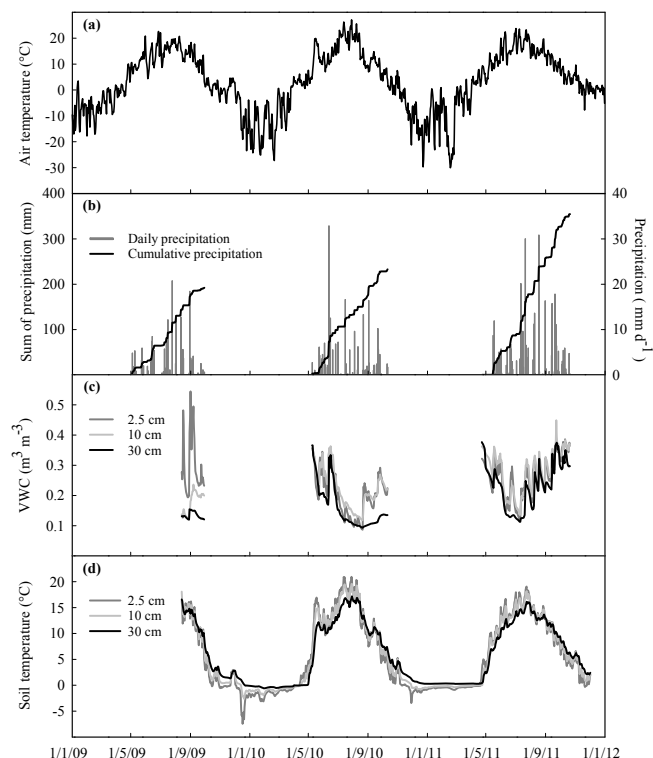 (a)
20
10
0
-10
-20
-30
Air temperature (°C)
(b)
400
300
200
100
Sum of precipitation (mm)
Daily precipitation
Cumulative precipitation
40
30
20
10
0
Precipitation ( mm d⁻¹)
(c)
0.5
0.4
0.3
0.2
0.1
VWC (m³ m⁻³)
2.5 cm
10 cm
30 cm
(d)
20
15
10
5
0
-5
Soil temperature (°C)
2.5 cm
10 cm
30 cm
1/1/09 1/5/09 1/9/09 1/1/10 1/5/10 1/9/10 1/1/11 1/5/11 1/9/11 1/1/12